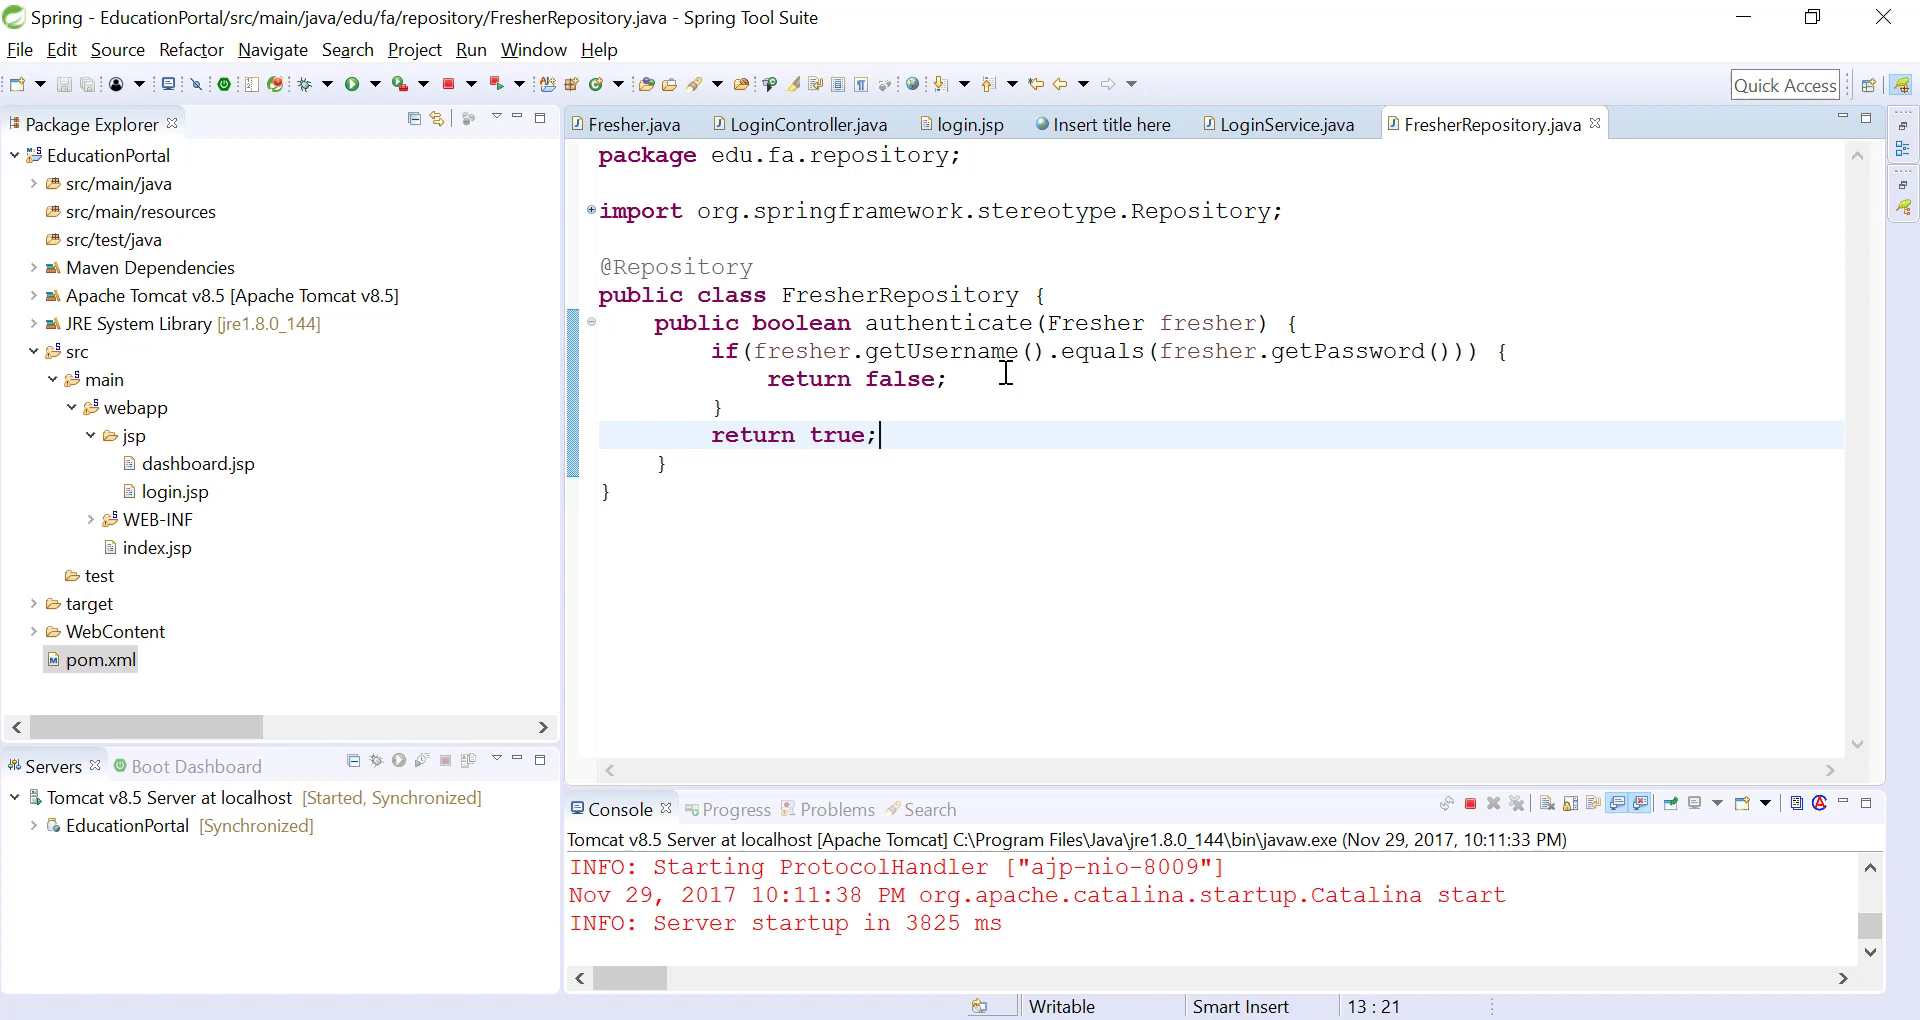 Spring - EducationPortal/src/main/java/edu/fa/repository/FresherRepository.java - Spring Tool Suite
File Edit Source Refactor Navigate Search Project Run Window Help
Quick Access
Package Explorer
EducationPortal
src/main/java
src/main/resources
src/test/java
Maven Dependencies
Apache Tomcat v8.5 [Apache Tomcat v8.5]
JRE System Library [jre1.8.0_144]
src
main
webapp
jsp
dashboard.jsp
login.jsp
WEB-INF
index.jsp
test
target
WebContent
pom.xml
Servers Boot Dashboard
Tomcat v8.5 Server at localhost [Started, Synchronized]
EducationPortal [Synchronized]
Fresher.java LoginController.java login.jsp Insert title here LoginService.java FresherRepository.java
package edu.fa.repository;
import org.springframework.stereotype.Repository;
@Repository
public class FresherRepository {
public boolean authenticate(Fresher fresher) {
if(fresher.getUsername().equals(fresher.getPassword())) {
return false;
}
return true;
}
}
Console Progress Problems Search
Tomcat v8.5 Server at localhost [Apache Tomcat] C:\Program Files\Java\jre1.8.0_144\bin\javaw.exe (Nov 29, 2017, 10:11:33 PM)
INFO: Starting ProtocolHandler ["ajp-nio-8009"]
Nov 29, 2017 10:11:38 PM org.apache.catalina.startup.Catalina start
INFO: Server startup in 3825 ms
Writable Smart Insert 13 : 21